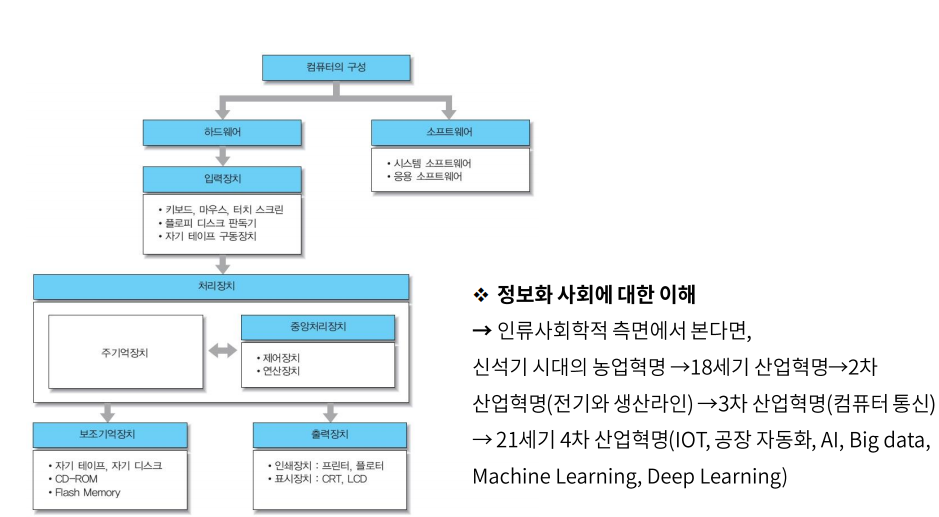 컴퓨터의 구성
하드웨어
소프트웨어
• 시스템 소프트웨어
• 응용 소프트웨어
입력장치
• 키보드, 마우스, 터치 스크린
• 플로피 디스크 판독기
• 자기 테이프 구동장치
처리장치
주기억장치
중앙처리장치
• 제어장치
• 연산장치
보조기억장치
• 자기 테이프, 자기 디스크
• CD-ROM
• Flash Memory
출력장치
• 인쇄장치 : 프린터, 플로터
• 표시장치 : CRT, LCD
❖ 정보화 사회에 대한 이해
→ 인류사회학적 측면에서 본다면,
신석기 시대의 농업혁명 →18세기 산업혁명→2차
산업혁명(전기와 생산라인) →3차 산업혁명(컴퓨터 통신)
→ 21세기 4차 산업혁명(IOT, 공장 자동화, AI, Big data,
Machine Learning, Deep Learning)